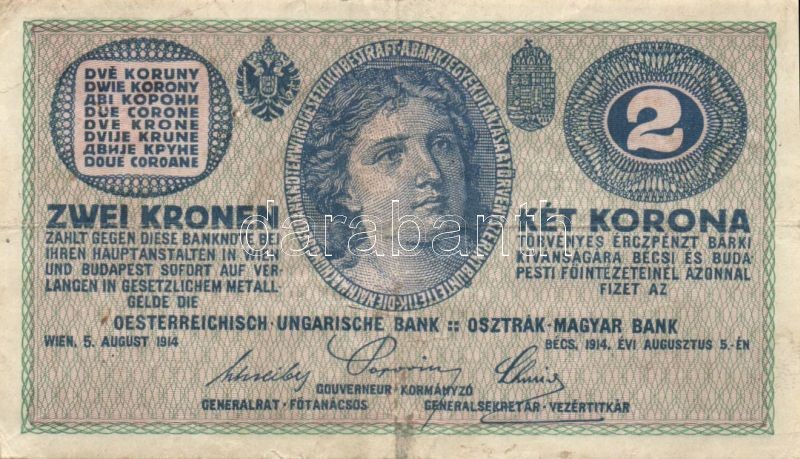 DVĚ KORUNY
DWIE KORONY
ДВІ КОРОНИ
DUE CORONE
DVE KRONE
DVIJE KRUNE
ДВИЈЕ КРУНЕ
DOUE COROANE
2
ZWEI KRONEN
ZAHLT GEGEN DIESE BANKNOTE BEI
IHREN HAUPTANSTALTEN IN WIEN
UND BUDAPEST SOFORT AUF VER-
LANGEN IN GESETZLICHEM METALL-
GELDE DIE
KÉT KORONA
TÖRVÉNYES ÉRCZPÉNZT BÁRKI
KÍVÁNSÁGÁRA BÉCSI ÉS BUDA-
PESTI FŐINTÉZETEINÉL AZONNAL
FIZET AZ
darabanth
OESTERREICHISCH-UNGARISCHE BANK :: OSZTRÁK-MAGYAR BANK
WIEN, 5. AUGUST 1914
BÉCS, 1914. ÉVI AUGUSZTUS 5.-ÉN
GOUVERNEUR-KORMÁNYZÓ
GENERALRAT-FŐTANÁCSOS
GENERALSEKRETÄR-VEZÉRTITKÁR